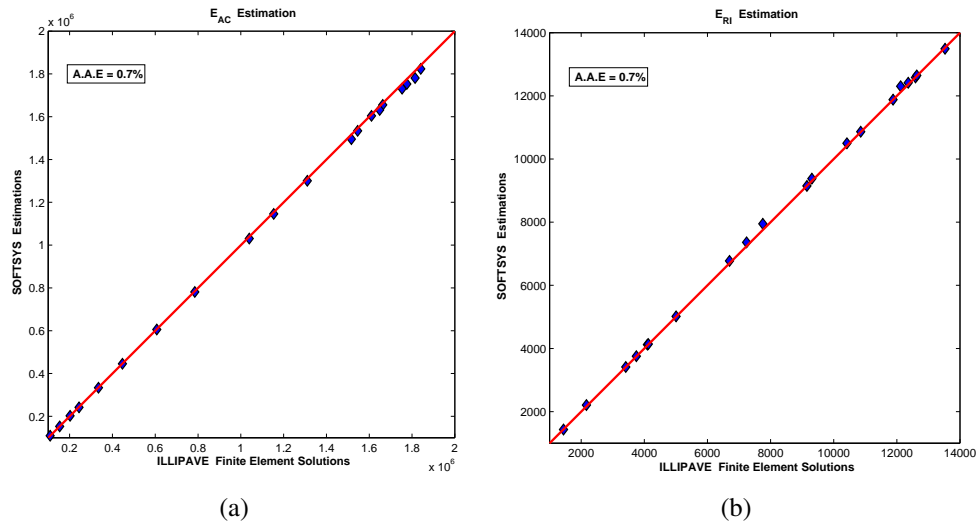 E_AC Estimation
x 10^6
2
1.8
1.6
1.4
1.2
1
0.8
0.6
0.4
0.2
SOFTSYS Estimations
A.A.E = 0.7%
0.2 0.4 0.6 0.8 1 1.2 1.4 1.6 1.8 2
x 10^6
ILLIPAVE Finite Element Solutions
(a)
E_RI Estimation
14000
12000
10000
8000
6000
4000
2000
SOFTSYS Estimations
A.A.E = 0.7%
2000 4000 6000 8000 10000 12000 14000
ILLIPAVE Finite Element Solutions
(b)